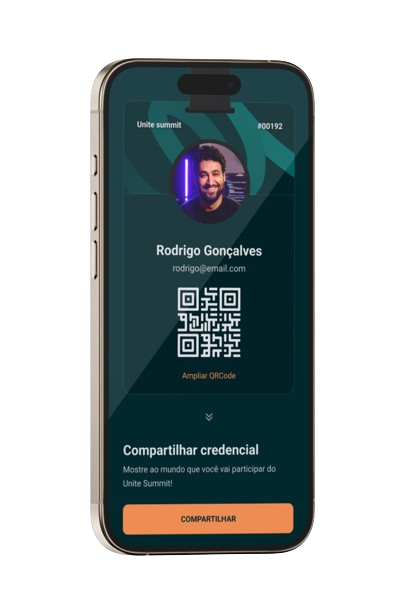 Unite summit #00192
Rodrigo Gonçalves
rodrigo@email.com
Ampliar QRCode
Compartilhar credencial
Mostre ao mundo que você vai participar do
Unite Summit!
COMPARTILHAR